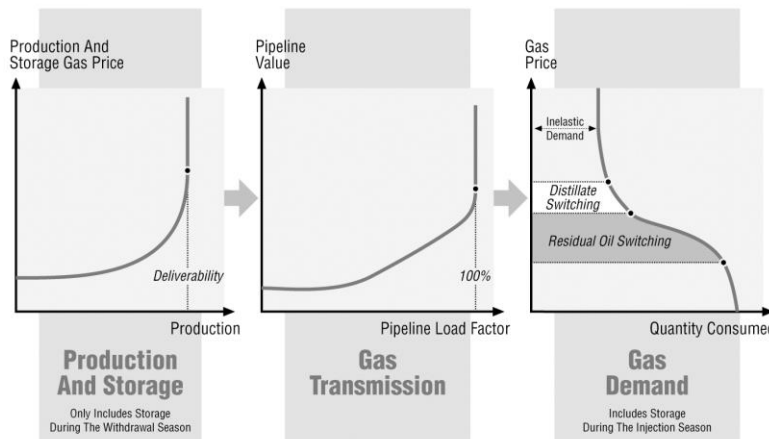 Production And
Storage Gas Price
Deliverability
Production
Production
And Storage
Only Includes Storage
During The Withdrawal Season
Pipeline
Value
100%
Pipeline Load Factor
Gas
Transmission
Gas
Price
Inelastic
Demand
Distillate
Switching
Residual Oil Switching
Quantity Consumed
Gas
Demand
Includes Storage
During The Injection Season